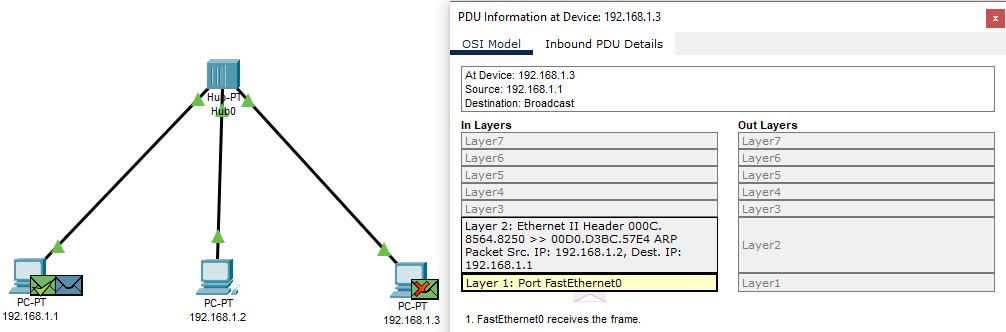 PDU Information at Device: 192.168.1.3
x
OSI Model
Inbound PDU Details
At Device: 192.168.1.3
Source: 192.168.1.1
Destination: Broadcast
In Layers
Out Layers
Layer7
Layer7
Layer6
Layer6
Layer5
Layer5
Layer4
Layer4
Layer3
Layer3
Layer 2: Ethernet II Header 000C.
8564.8250 >> 00D0.D3BC.57E4 ARP
Packet Src. IP: 192.168.1.2, Dest. IP:
192.168.1.1
Layer2
Layer 1: Port FastEthernet0
Layer1
1. FastEthernet0 receives the frame.
Hub-PT
Hub0
PC-PT
192.168.1.1
PC-PT
192.168.1.2
PC-PT
192.168.1.3